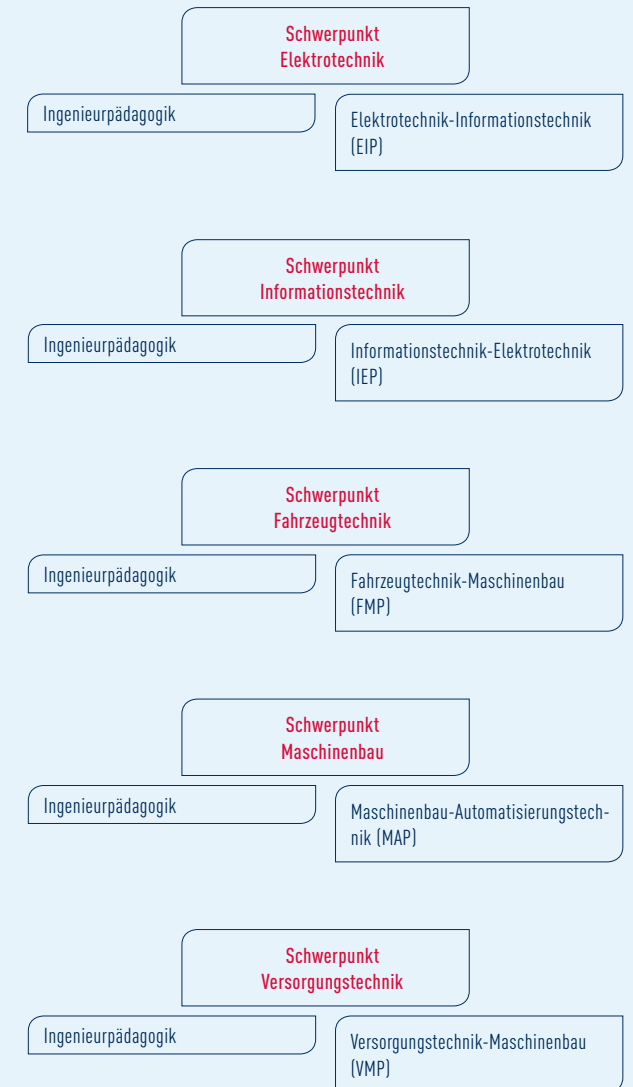 Schwerpunkt
Elektrotechnik
Ingenieurpädagogik
Elektrotechnik-Informationstechnik
(EIP)
Schwerpunkt
Informationstechnik
Ingenieurpädagogik
Informationstechnik-Elektrotechnik
(IEP)
Schwerpunkt
Fahrzeugtechnik
Ingenieurpädagogik
Fahrzeugtechnik-Maschinenbau
(FMP)
Schwerpunkt
Maschinenbau
Ingenieurpädagogik
Maschinenbau-Automatisierungstech-
nik (MAP)
Schwerpunkt
Versorgungstechnik
Ingenieurpädagogik
Versorgungstechnik-Maschinenbau
(VMP)